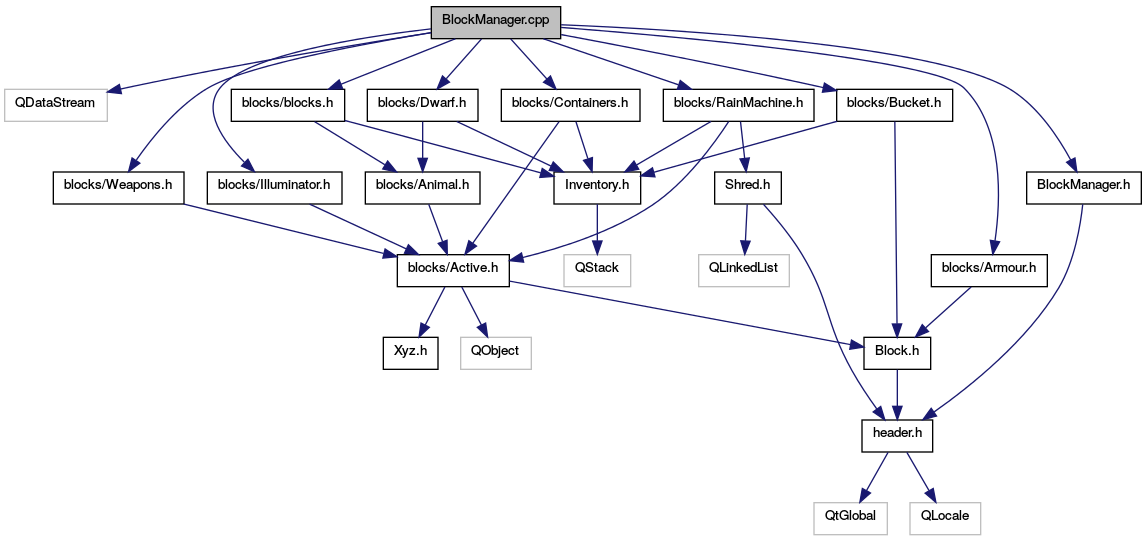 BlockManager.cpp
QDataStream
blocks/blocks.h
blocks/Dwarf.h
blocks/Containers.h
blocks/RainMachine.h
blocks/Bucket.h
blocks/Weapons.h
blocks/Illuminator.h
blocks/Animal.h
Inventory.h
Shred.h
BlockManager.h
blocks/Active.h
QStack
QLinkedList
blocks/Armour.h
Xyz.h
QObject
Block.h
header.h
QtGlobal
QLocale